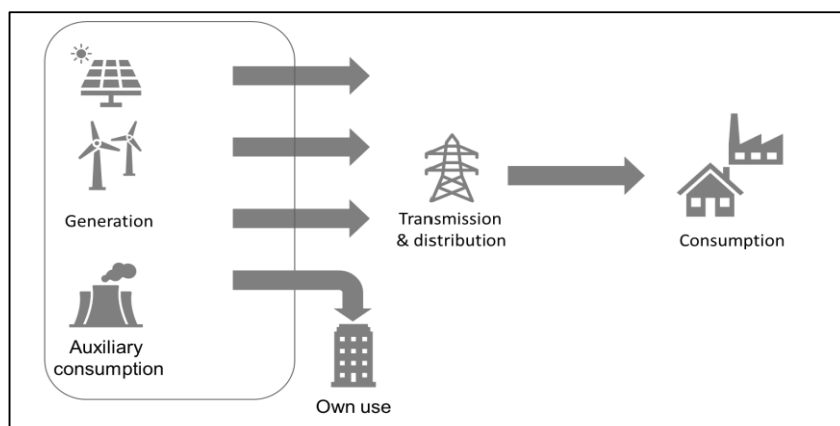 Generation
Transmission
& distribution
Consumption
Auxiliary
consumption
Own use